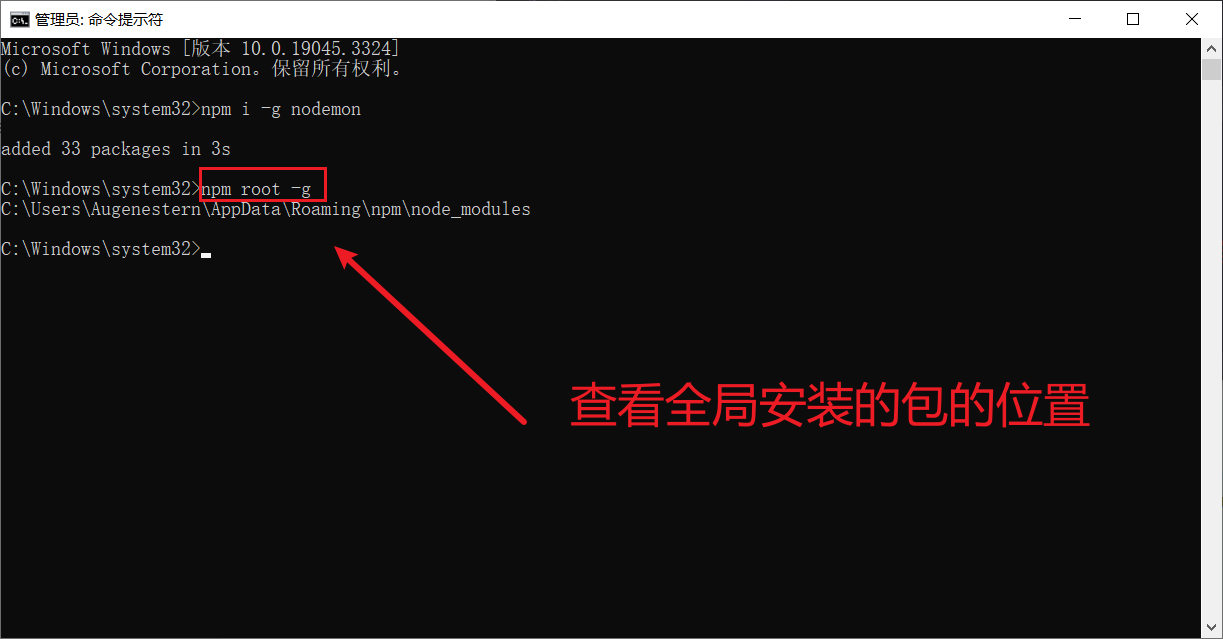 管理员: 命令提示符
Microsoft Windows [版本 10.0.19045.3324]
(c) Microsoft Corporation。保留所有权利。
C:\Windows\system32>npm i -g nodemon
added 33 packages in 3s
C:\Windows\system32>npm root -g
C:\Users\Augenestern\AppData\Roaming\npm\node_modules
C:\Windows\system32>
查看全局安装的包的位置